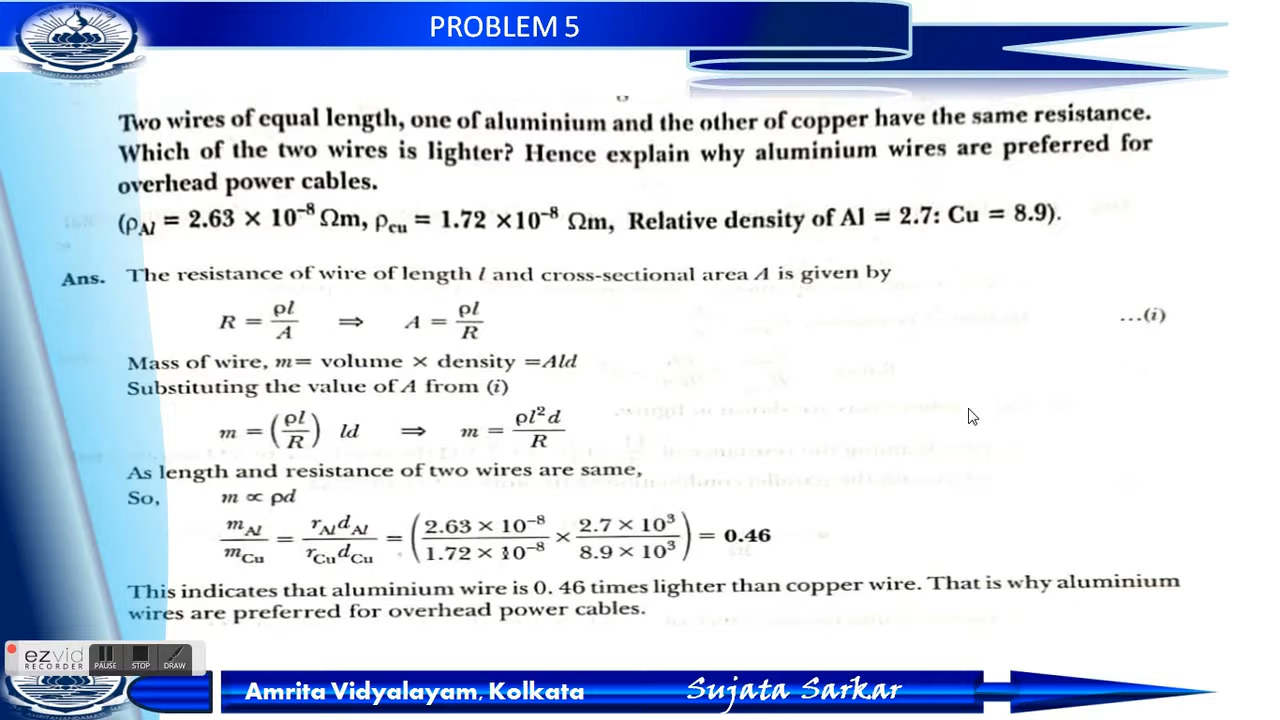 PROBLEM 5
Two wires of equal length, one of aluminium and the other of copper have the same resistance.
Which of the two wires is lighter? Hence explain why aluminium wires are preferred for
overhead power cables.
(ρAl = 2.63 × 10⁻⁸ Ωm, ρcu = 1.72 ×10⁻⁸ Ωm, Relative density of Al = 2.7: Cu = 8.9).
Ans. The resistance of wire of length l and cross-sectional area A is given by
R = ρl/A ⇒ A = ρl/R ...(i)
Mass of wire, m= volume × density =Ald
Substituting the value of A from (i)
m = (ρl/R) ld ⇒ m = ρl²d/R
As length and resistance of two wires are same,
So, m ∝ ρd
mAl/mCu = rAldAl/rCudCu = (2.63 × 10⁻⁸/1.72 × 10⁻⁸ × 2.7 × 10³/8.9 × 10³) = 0.46
This indicates that aluminium wire is 0. 46 times lighter than copper wire. That is why aluminium
wires are preferred for overhead power cables.
ezvid
RECORDER
PAUSE STOP DRAW
Amrita Vidyalayam, Kolkata Sujata Sarkar